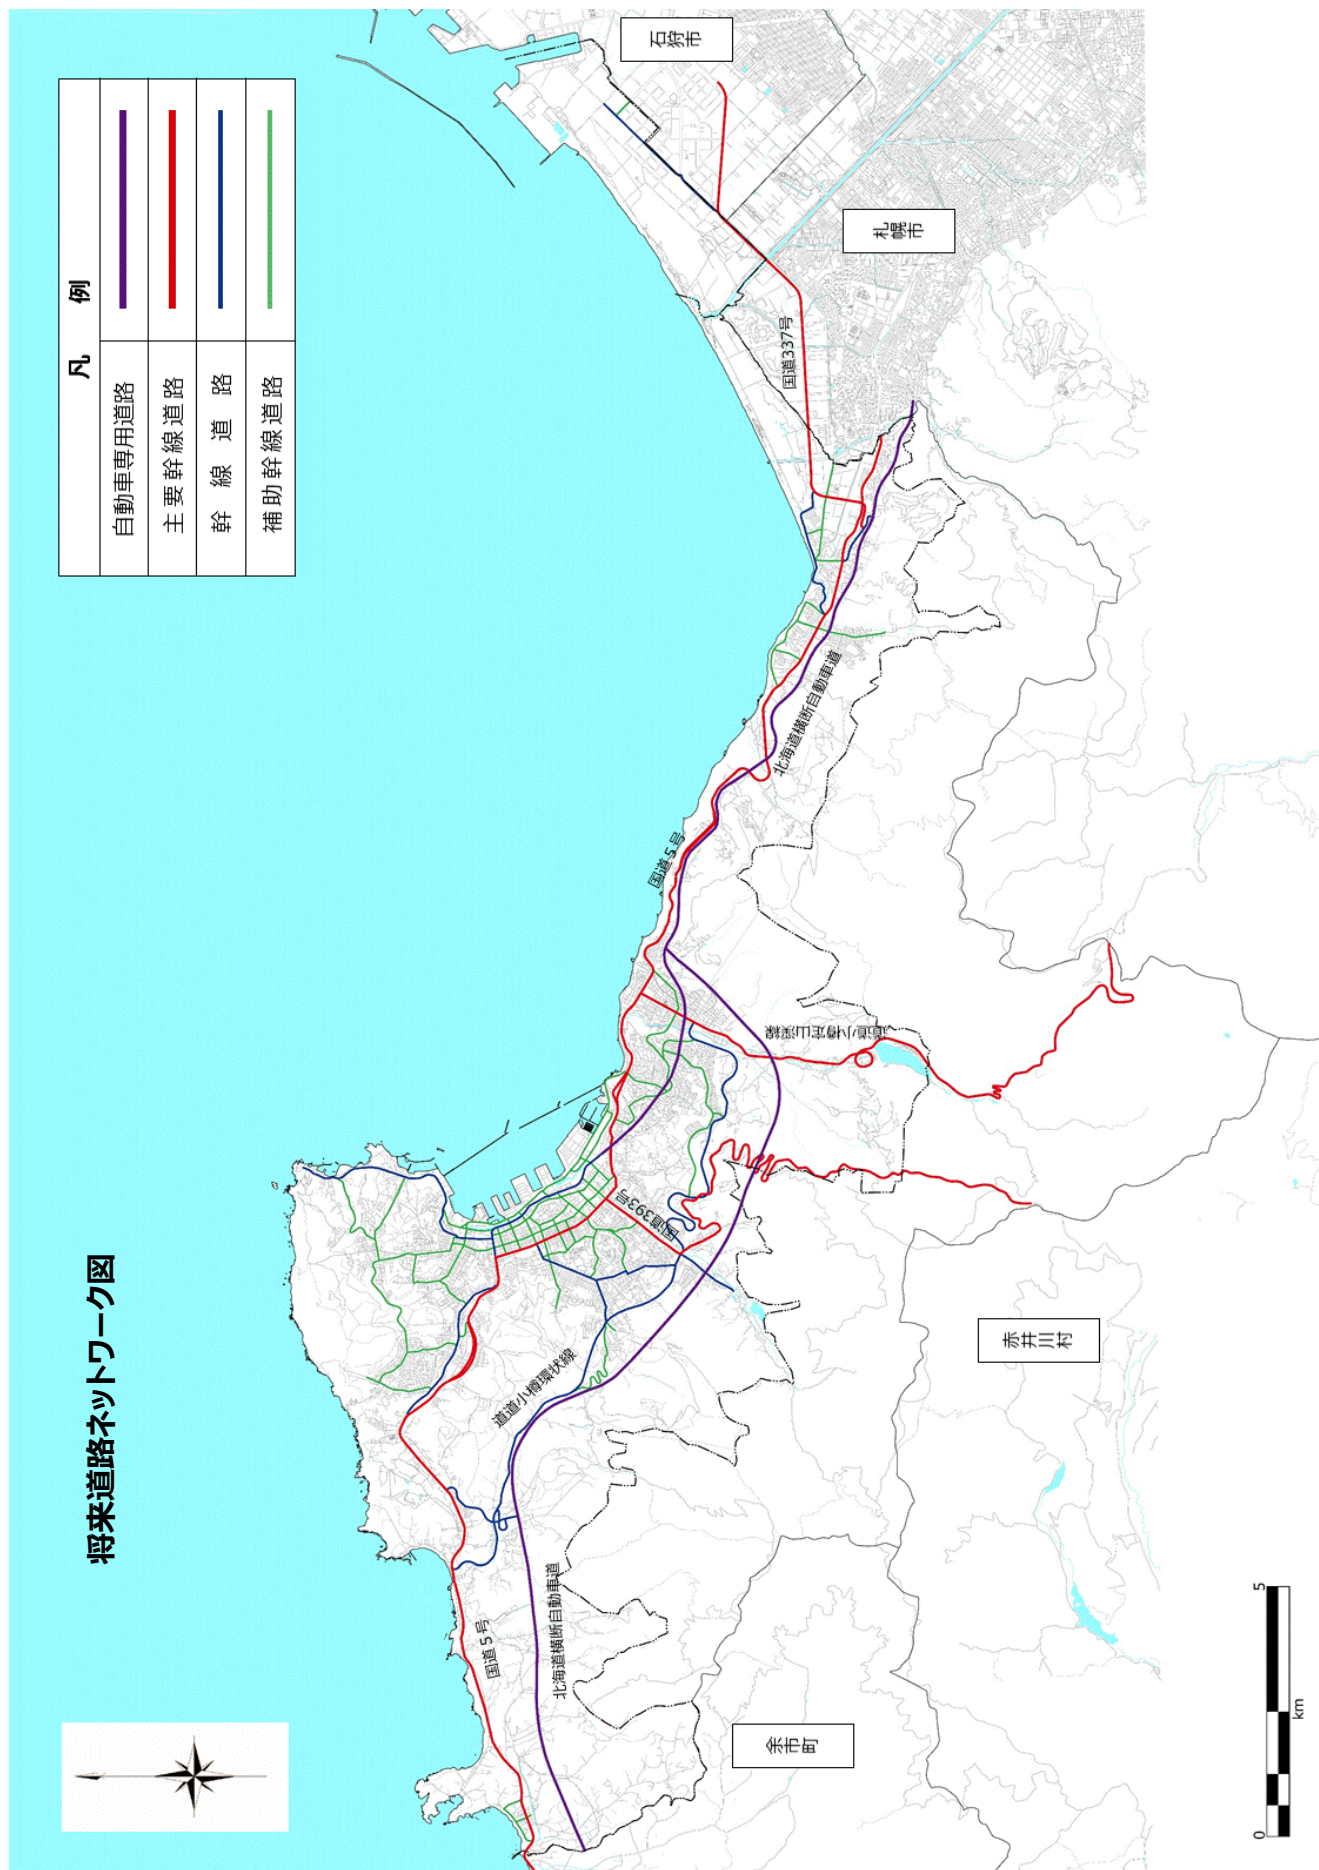 将来道路ネットワーク図
凡 例
自動車専用道路
主要幹線道路
幹線道路
補助幹線道路
石狩市
札幌市
国道337号
北海道横断自動車道
国道5号
道道小樽定山渓線
国道393号
道道小樽環状線
赤井川村
国道5号
北海道横断自動車道
余市町
0
5
km